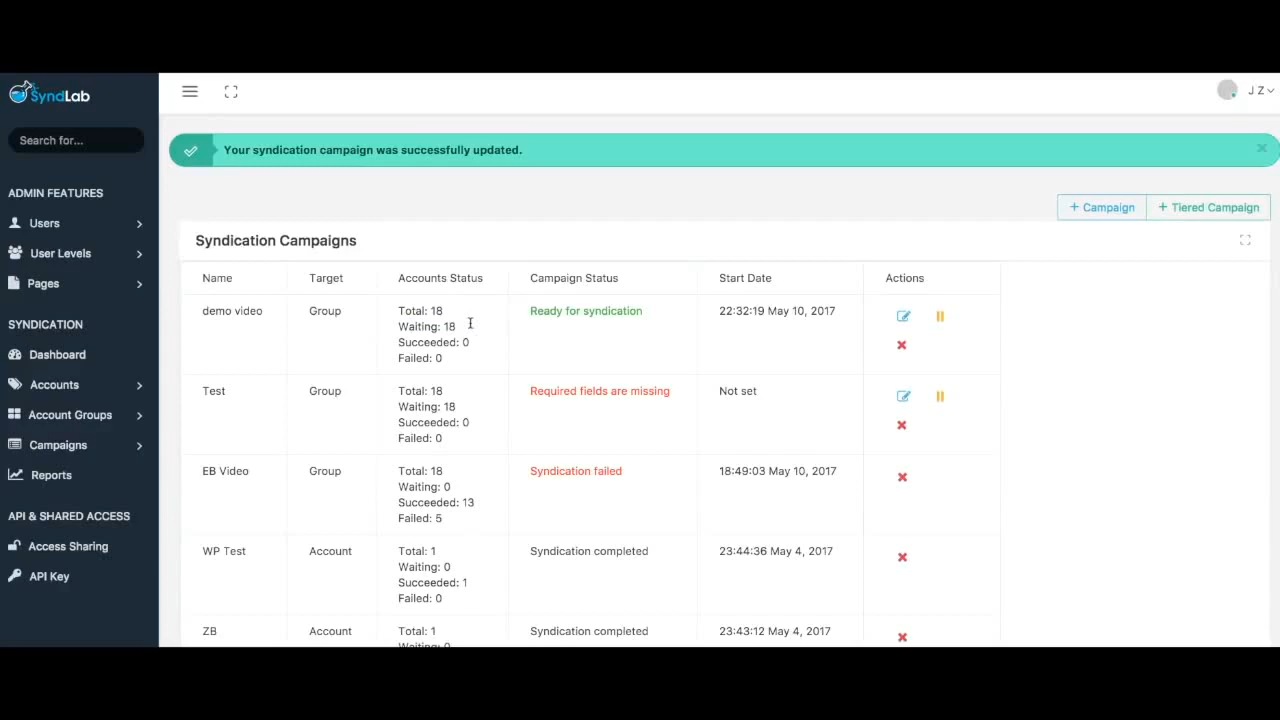 SyndLab
J Z
Search for...
Your syndication campaign was successfully updated.
ADMIN FEATURES
Users
User Levels
Pages
SYNDICATION
Dashboard
Accounts
Account Groups
Campaigns
Reports
API & SHARED ACCESS
Access Sharing
API Key
+ Campaign
+ Tiered Campaign
Syndication Campaigns
Name Target Accounts Status Campaign Status Start Date Actions
demo video Group Total: 18 Ready for syndication 22:32:19 May 10, 2017
Waiting: 18
Succeeded: 0
Failed: 0
Test Group Total: 18 Required fields are missing Not set
Waiting: 18
Succeeded: 0
Failed: 0
EB Video Group Total: 18 Syndication failed 18:49:03 May 10, 2017
Waiting: 0
Succeeded: 13
Failed: 5
WP Test Account Total: 1 Syndication completed 23:44:36 May 4, 2017
Waiting: 0
Succeeded: 1
Failed: 0
ZB Account Total: 1 Syndication completed 23:43:12 May 4, 2017
Waiting: 0